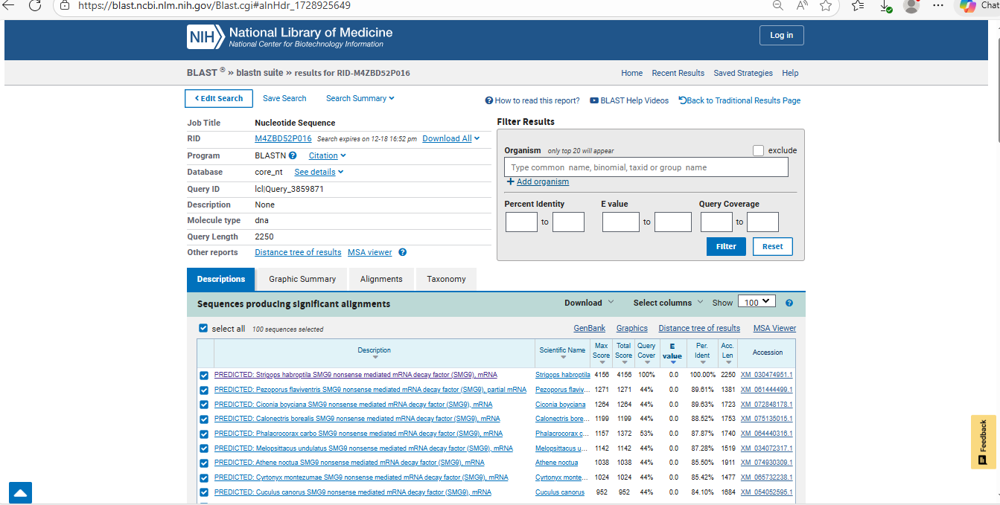 https://blast.ncbi.nlm.nih.gov/Blast.cgi#alnHdr_1728925649
Chat
NIH National Library of Medicine
National Center for Biotechnology Information
Log in
BLAST ® » blastn suite » results for RID-M4ZBD52P016
Home Recent Results Saved Strategies Help
< Edit Search Save Search Search Summary
How to read this report? BLAST Help Videos Back to Traditional Results Page
Job Title Nucleotide Sequence
RID M4ZBD52P016 Search expires on 12-18 16:52 pm Download All
Program BLASTN Citation
Database core_nt See details
Query ID lcl|Query_3859871
Description None
Molecule type dna
Query Length 2250
Other reports Distance tree of results MSA viewer
Filter Results
Organism only top 20 will appear exclude
Type common name, binomial, taxid or group name
+ Add organism
Percent Identity E value Query Coverage
to to to
Filter Reset
Descriptions Graphic Summary Alignments Taxonomy
Sequences producing significant alignments Download Select columns Show 100
select all 100 sequences selected GenBank Graphics Distance tree of results MSA Viewer
Description Scientific Name Max Score Total Score Query Cover E value Per. Ident Acc. Len Accession
PREDICTED: Strigops habroptila SMG9 nonsense mediated mRNA decay factor (SMG9), mRNA Strigops habroptila 4156 4156 100% 0.0 100.00% 2250 XM_030474951.1
PREDICTED: Pezoporus flaviventris SMG9 nonsense mediated mRNA decay factor (SMG9), partial mRNA Pezoporus flaviv... 1271 1271 44% 0.0 89.61% 1381 XM_061444499.1
PREDICTED: Ciconia boyciana SMG9 nonsense mediated mRNA decay factor (SMG9), mRNA Ciconia boyciana 1264 1264 44% 0.0 89.63% 1723 XM_072848178.1
PREDICTED: Calonectris borealis SMG9 nonsense mediated mRNA decay factor (SMG9), mRNA Calonectris bore... 1199 1199 44% 0.0 88.52% 1753 XM_075135015.1
PREDICTED: Phalacrocorax carbo SMG9 nonsense mediated mRNA decay factor (SMG9), mRNA Phalacrocorax c... 1157 1372 53% 0.0 87.87% 1740 XM_064440316.1
PREDICTED: Melopsittacus undulatus SMG9 nonsense mediated mRNA decay factor (SMG9), mRNA Melopsittacus u... 1142 1142 44% 0.0 87.28% 1519 XM_034072317.1
PREDICTED: Athene noctua SMG9 nonsense mediated mRNA decay factor (SMG9), mRNA Athene noctua 1038 1038 44% 0.0 85.50% 1911 XM_074930309.1
PREDICTED: Cyrtonyx montezumae SMG9 nonsense mediated mRNA decay factor (SMG9), mRNA Cyrtonyx monte... 1024 1024 44% 0.0 85.42% 1477 XM_065732238.1
PREDICTED: Cuculus canorus SMG9 nonsense mediated mRNA decay factor (SMG9), mRNA Cuculus canorus 952 952 44% 0.0 84.10% 1684 XM_054052595.1
Feedback